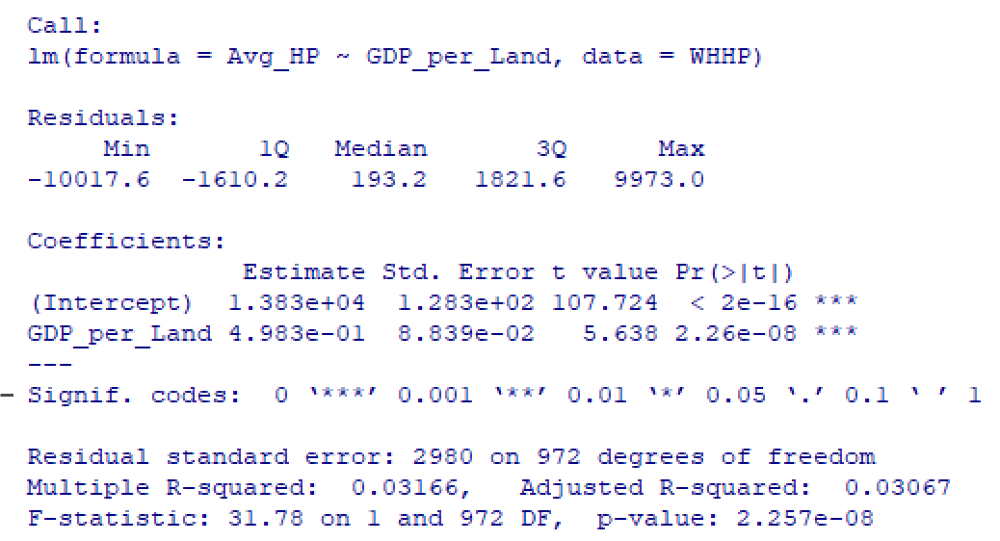 Call:
lm(formula = Avg_HP ~ GDP_per_Land, data = WHHP)
Residuals:
Min 1Q Median 3Q Max
-10017.6 -1610.2 193.2 1821.6 9973.0
Coefficients:
Estimate Std. Error t value Pr(>|t|)
(Intercept) 1.383e+04 1.283e+02 107.724 < 2e-16 ***
GDP_per_Land 4.983e-01 8.839e-02 5.638 2.26e-08 ***
---
Signif. codes: 0 ‘***’ 0.001 ‘**’ 0.01 ‘*’ 0.05 ‘.’ 0.1 ‘ ’ 1
Residual standard error: 2980 on 972 degrees of freedom
Multiple R-squared: 0.03166, Adjusted R-squared: 0.03067
F-statistic: 31.78 on 1 and 972 DF, p-value: 2.257e-08